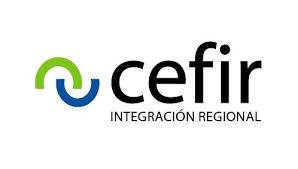 cefir
INTEGRACIÓN REGIONAL